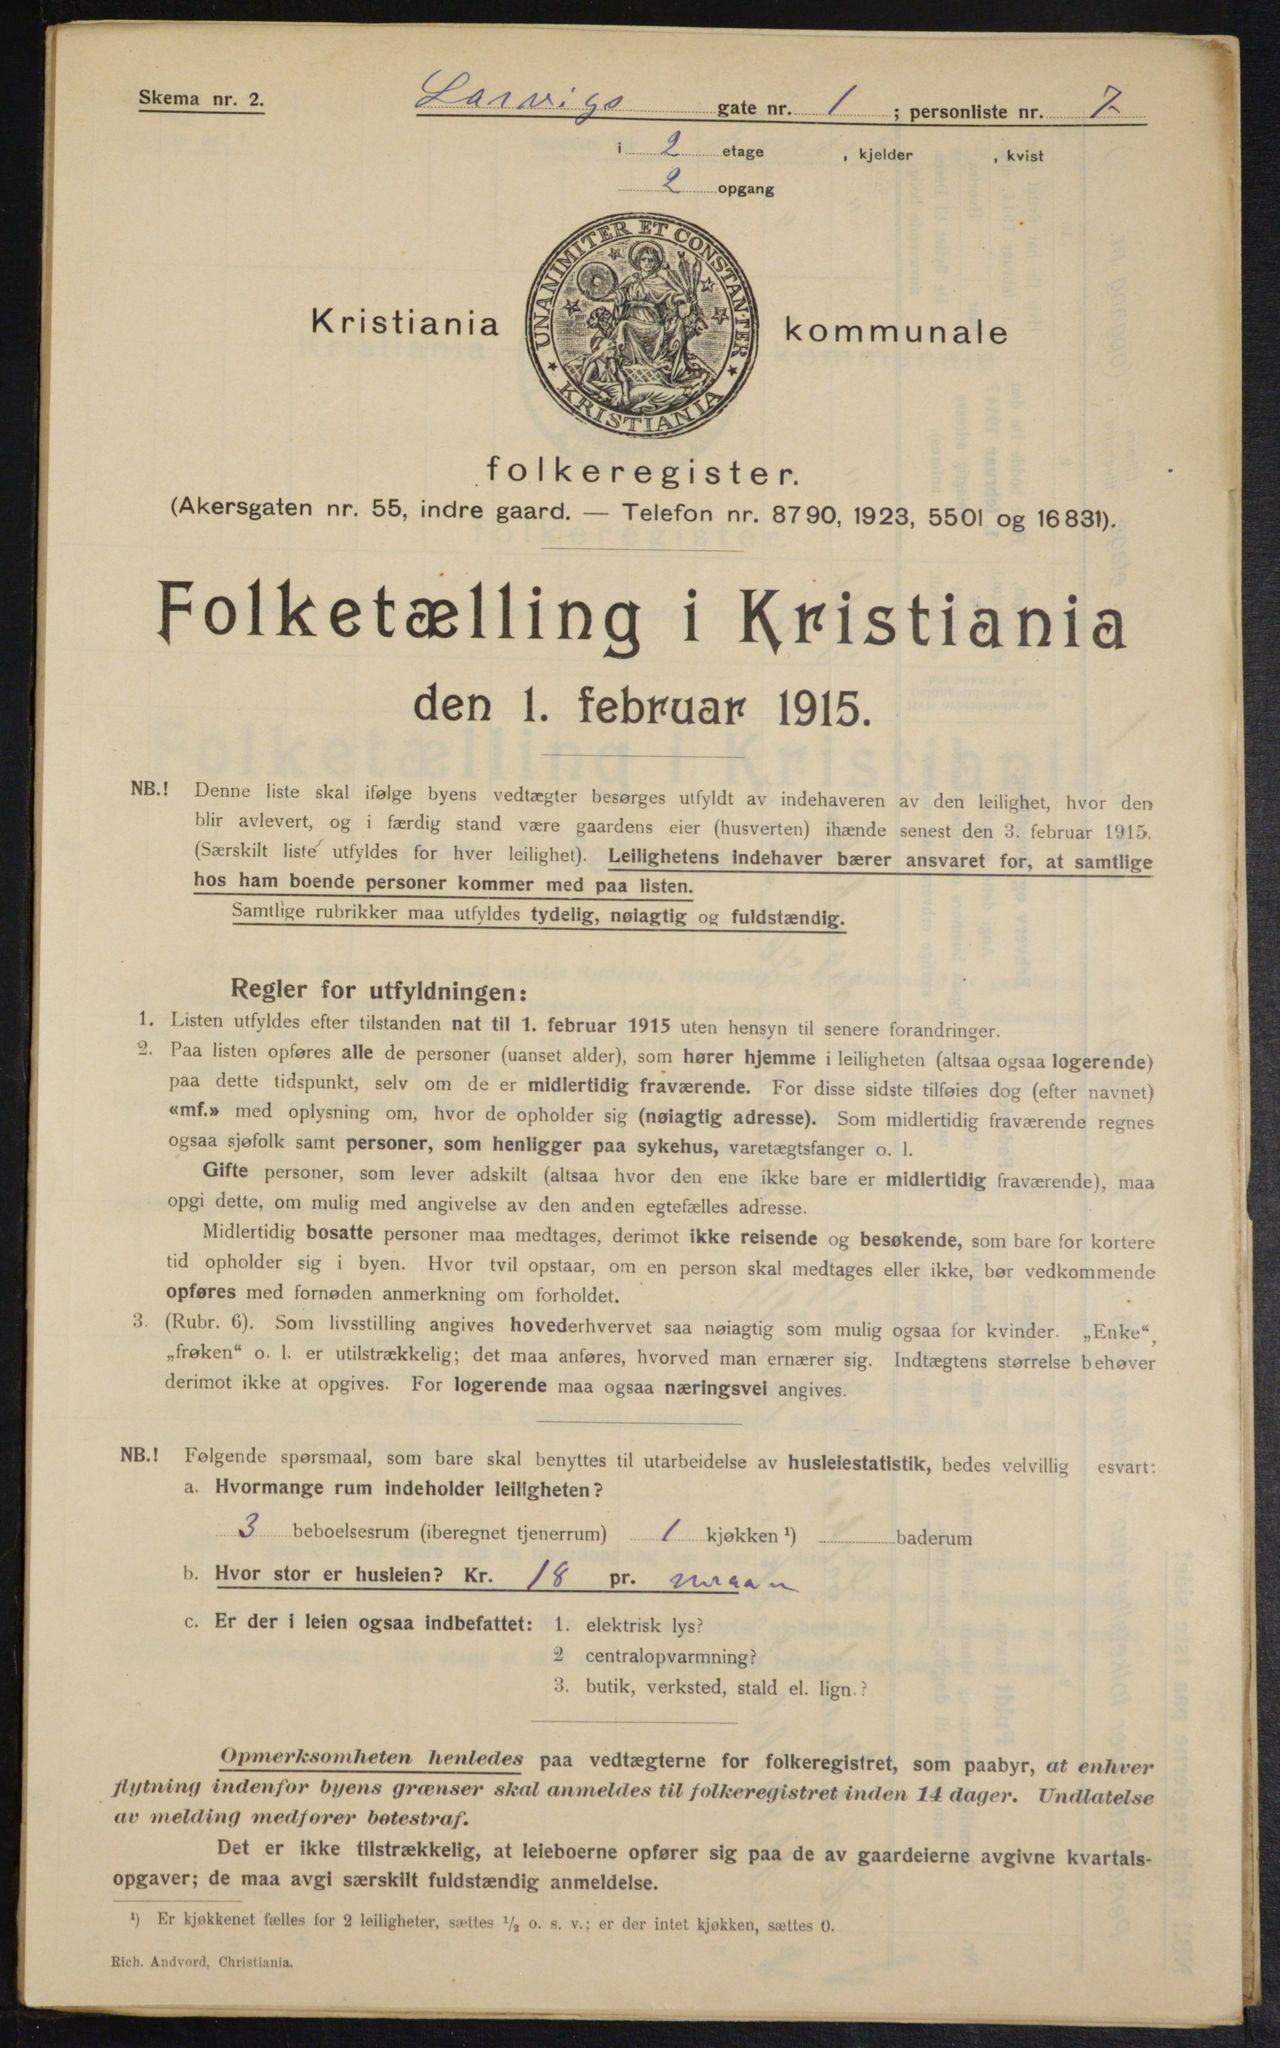 Skema nr. 2.
Larvigs gate nr. 1 ; personliste nr. 7
i 2 etage , kjelder , kvist
2 opgang
UNANIMITER ET CONSTANTER
KRISTIANIA
Kristiania kommunale
folkeregister.
(Akersgaten nr. 55, indre gaard. — Telefon nr. 8790, 1923, 5501 og 16831).
Folketælling i Kristiania
den 1. februar 1915.
NB.! Denne liste skal ifølge byens vedtægter besørges utfyldt av indehaveren av den leilighet, hvor den
blir avlevert, og i færdig stand være gaardens eier (husverten) ihænde senest den 3. februar 1915.
(Særskilt liste utfyldes for hver leilighet). Leilighetens indehaver bærer ansvaret for, at samtlige
hos ham boende personer kommer med paa listen.
Samtlige rubrikker maa utfyldes tydelig, nøiagtig og fuldstændig.
Regler for utfyldningen:
1. Listen utfyldes efter tilstanden nat til 1. februar 1915 uten hensyn til senere forandringer.
2. Paa listen opføres alle de personer (uanset alder), som hører hjemme i leiligheten (altsaa ogsaa logerende)
paa dette tidspunkt, selv om de er midlertidig fraværende. For disse sidste tilføies dog (efter navnet)
«mf.» med oplysning om, hvor de opholder sig (nøiagtig adresse). Som midlertidig fraværende regnes
ogsaa sjøfolk samt personer, som henligger paa sykehus, varetægtsfanger o. l.
Gifte personer, som lever adskilt (altsaa hvor den ene ikke bare er midlertidig fraværende), maa
opgi dette, om mulig med angivelse av den anden egtefælles adresse.
Midlertidig bosatte personer maa medtages, derimot ikke reisende og besøkende, som bare for kortere
tid opholder sig i byen. Hvor tvil opstaar, om en person skal medtages eller ikke, bør vedkommende
opføres med fornøden anmerkning om forholdet.
3. (Rubr. 6). Som livsstilling angives hovederhvervet saa nøiagtig som mulig ogsaa for kvinder. „Enke“,
„frøken“ o. l. er utilstrækkelig; det maa anføres, hvorved man ernærer sig. Indtægtens størrelse behøver
derimot ikke at opgives. For logerende maa ogsaa næringsvei angives.
NB.! Følgende spørsmaal, som bare skal benyttes til utarbeidelse av husleiestatistik, bedes velvillig esvart:
a. Hvormange rum indeholder leiligheten?
3 beboelsesrum (iberegnet tjenerrum) 1 kjøkken ¹) baderum
b. Hvor stor er husleien? Kr. 18 pr. maan
c. Er der i leien ogsaa indbefattet: 1. elektrisk lys?
2 centralopvarmning?
3. butik, verksted, stald el. lign.?
Opmerksomheten henledes paa vedtægterne for folkeregistret, som paabyr, at enhver
flytning indenfor byens grænser skal anmeldes til folkeregistret inden 14 dager. Undlatelse
av melding medfører bøtestraf.
Det er ikke tilstrækkelig, at leieboerne opfører sig paa de av gaardeierne avgivne kvartals-
opgaver; de maa avgi særskilt fuldstændig anmeldelse.
¹) Er kjøkkenet fælles for 2 leiligheter, sættes ½ o. s. v.; er der intet kjøkken, sættes 0.
Rich. Andvord, Christiania.